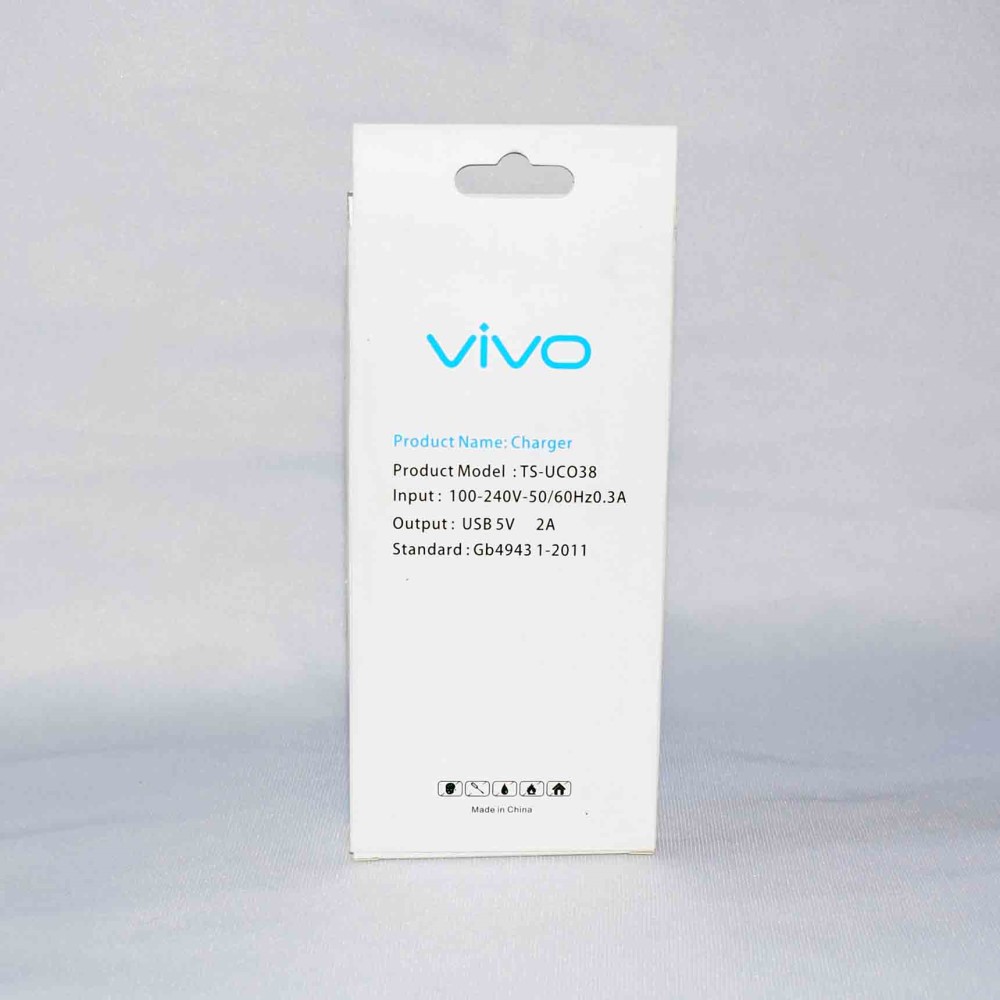 vivo
Product Name: Charger
Product Model : TS-UCO38
Input : 100-240V-50/60Hz0.3A
Output : USB 5V 2A
Standard : Gb4943 1-2011
Made in China